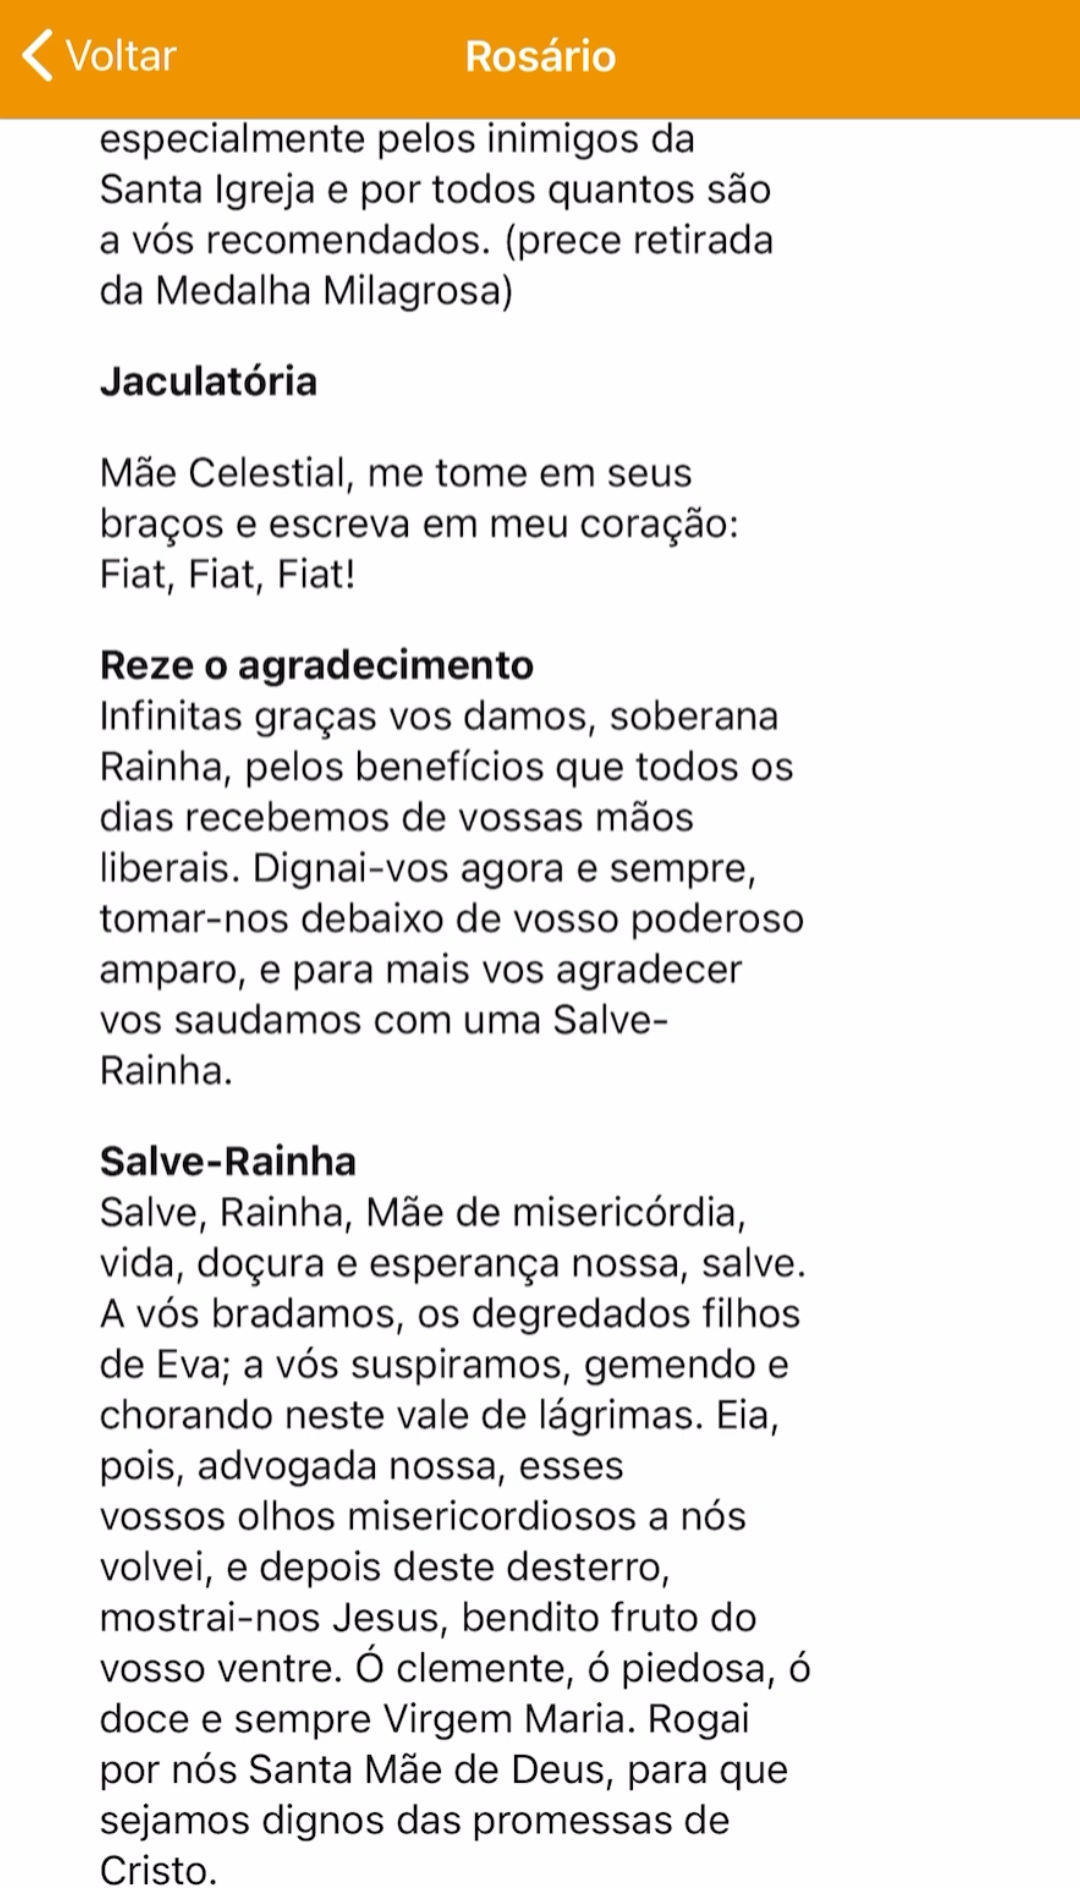 Voltar
Rosário
especialmente pelos inimigos da
Santa Igreja e por todos quantos são
a vós recomendados. (prece retirada
da Medalha Milagrosa)
Jaculatória
Mãe Celestial, me tome em seus
braços e escreva em meu coração:
Fiat, Fiat, Fiat!
Reze o agradecimento
Infinitas graças vos damos, soberana
Rainha, pelos benefícios que todos os
dias recebemos de vossas mãos
liberais. Dignai-vos agora e sempre,
tomar-nos debaixo de vosso poderoso
amparo, e para mais vos agradecer
vos saudamos com uma Salve-
Rainha.
Salve-Rainha
Salve, Rainha, Mãe de misericórdia,
vida, doçura e esperança nossa, salve.
A vós bradamos, os degredados filhos
de Eva; a vós suspiramos, gemendo e
chorando neste vale de lágrimas. Eia,
pois, advogada nossa, esses
vossos olhos misericordiosos a nós
volvei, e depois deste desterro,
mostrai-nos Jesus, bendito fruto do
vosso ventre. Ó clemente, ó piedosa, ó
doce e sempre Virgem Maria. Rogai
por nós Santa Mãe de Deus, para que
sejamos dignos das promessas de
Cristo.